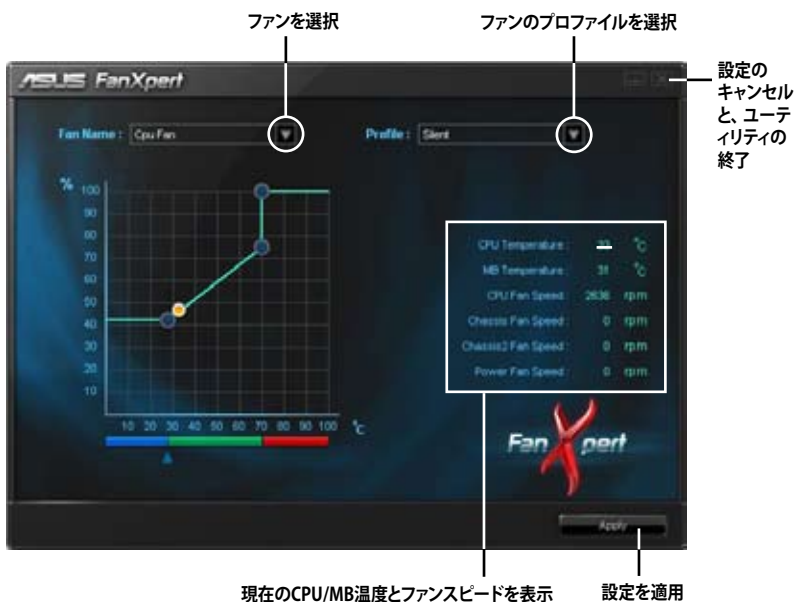 ファンを選択
ファンのプロファイルを選択
設定の
キャンセル
と、ユーテ
ィリティの
終了
ASUS FanXpert
Fan Name : Cpu Fan
Profile : Silent
%
100
90
80
70
60
50
40
30
20
10
10 20 30 40 50 60 70 80 90 100 °C
CPU Temperature : °C
MB Temperature : 31 °C
CPU Fan Speed : 2636 rpm
Chassis Fan Speed : 0 rpm
Chassis2 Fan Speed : 0 rpm
Power Fan Speed : 0 rpm
FanXpert
Apply
現在のCPU/MB温度とファンスピードを表示
設定を適用